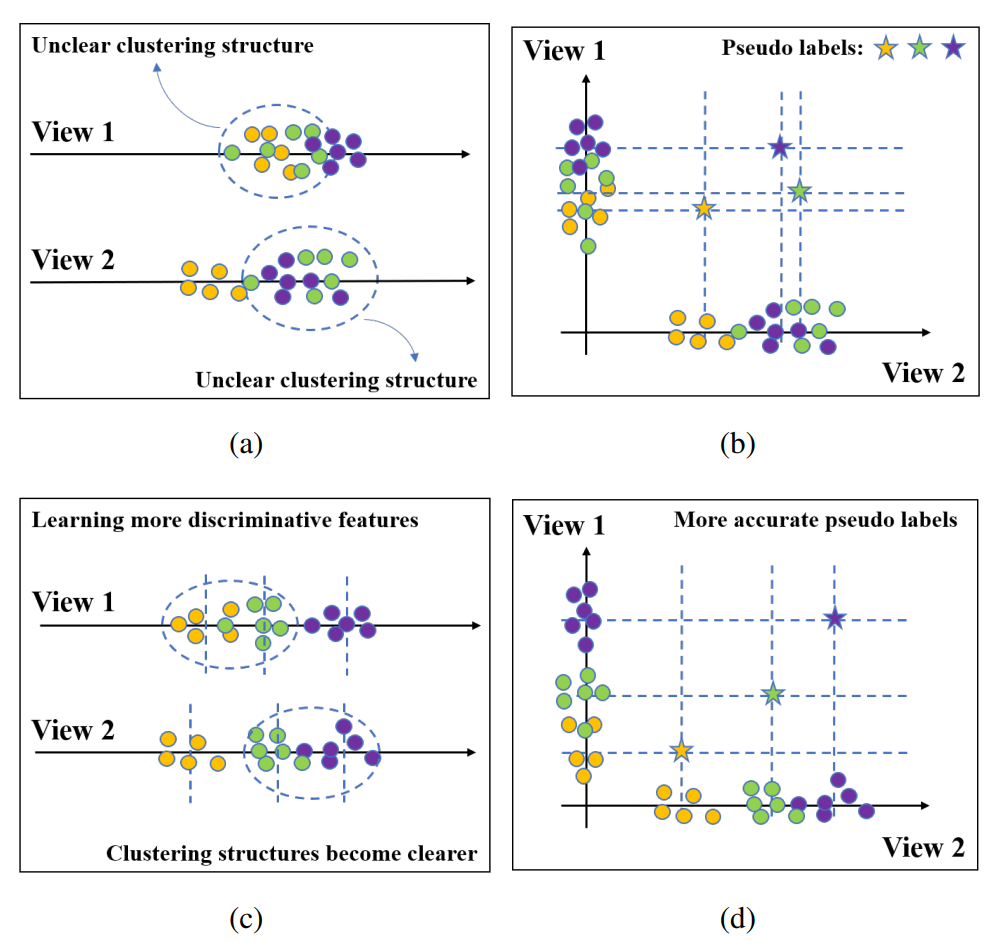 Unclear clustering structure
View 1
View 2
Unclear clustering structure
(a)
View 1
Pseudo labels:
View 2
(b)
Learning more discriminative features
View 1
View 2
Clustering structures become clearer
(c)
View 1
More accurate pseudo labels
View 2
(d)